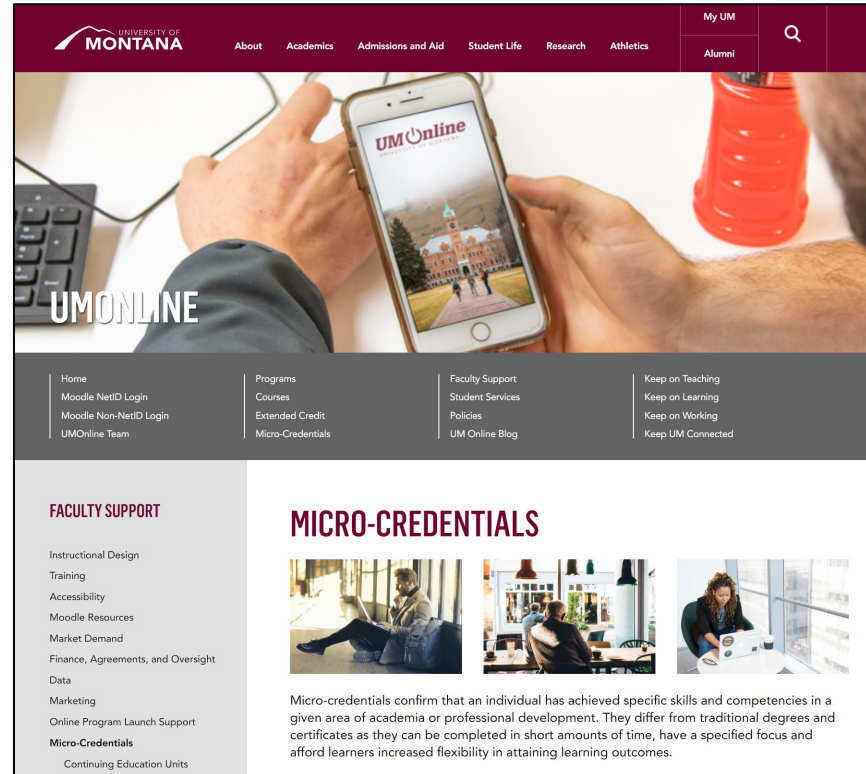 UNIVERSITY OF
MONTANA
About
Academics
Admissions and Aid
Student Life
Research
Athletics
My UM
Alumni
UMOnline
UNIVERSITY OF MONTANA
UMONLINE
Home
Moodle NetID Login
Moodle Non-NetID Login
UMOnline Team
Programs
Courses
Extended Credit
Micro-Credentials
Faculty Support
Student Services
Policies
UM Online Blog
Keep on Teaching
Keep on Learning
Keep on Working
Keep UM Connected
FACULTY SUPPORT
Instructional Design
Training
Accessibility
Moodle Resources
Market Demand
Finance, Agreements, and Oversight
Data
Marketing
Online Program Launch Support
Micro-Credentials
Continuing Education Units
MICRO-CREDENTIALS
Micro-credentials confirm that an individual has achieved specific skills and competencies in a
given area of academia or professional development. They differ from traditional degrees and
certificates as they can be completed in short amounts of time, have a specified focus and
afford learners increased flexibility in attaining learning outcomes.